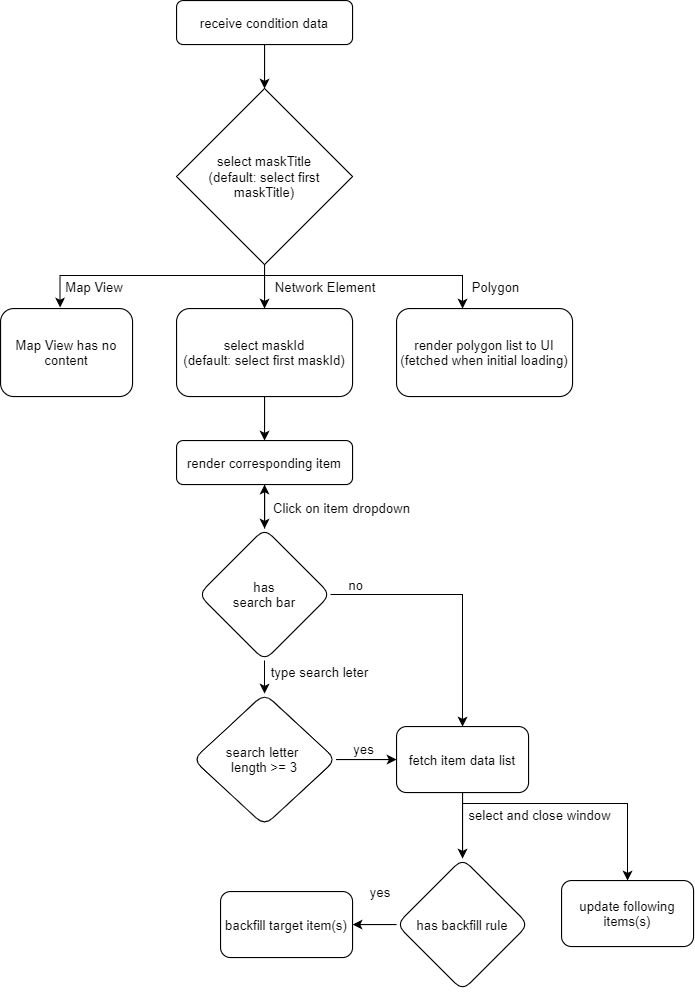 receive condition data
select maskTitle
(default: select first
maskTitle)
Map View
Network Element
Polygon
Map View has no
content
select maskId
(default: select first maskId)
render polygon list to UI
(fetched when initial loading)
render corresponding item
Click on item dropdown
has
search bar
no
type search leter
search letter
length >= 3
yes
fetch item data list
select and close window
yes
backfill target item(s)
has backfill rule
update following
items(s)